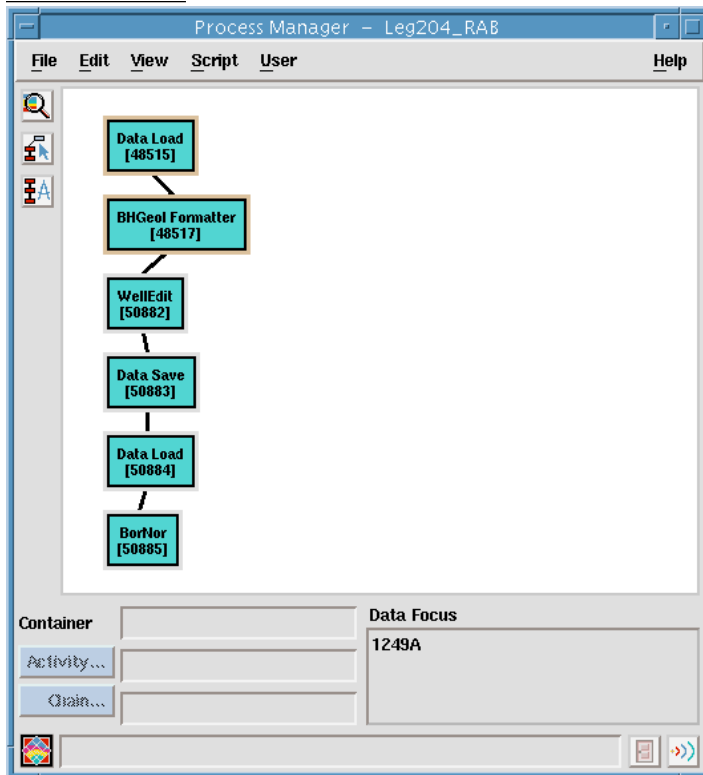 Process Manager – Leg204_RAB
File Edit View Script User Help
Data Load
[48515]
BHGeol Formatter
[48517]
WellEdit
[50882]
Data Save
[50883]
Data Load
[50884]
BorNor
[50885]
Container
Activity...
Chain...
Data Focus
1249A